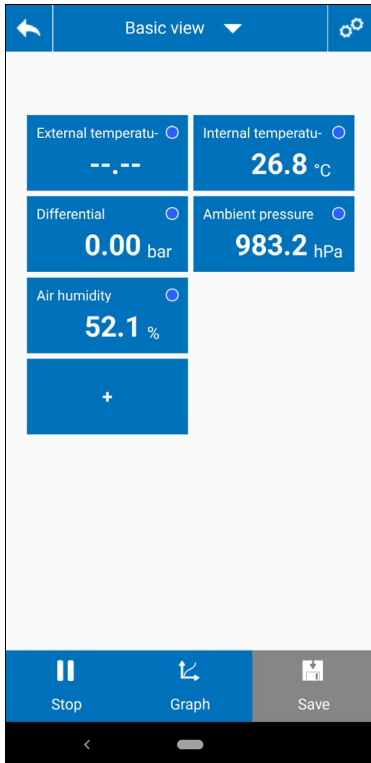 Basic view
External temperatu-
--.--
Internal temperatu-
26.8 °C
Differential
0.00 bar
Ambient pressure
983.2 hPa
Air humidity
52.1 %
+
Stop
Graph
Save